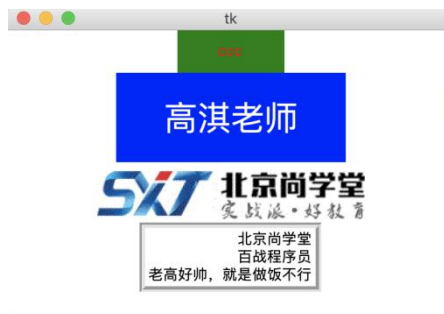 tk
ccc
高淇老师
SXT 北京尚学堂
实战派·好教育
北京尚学堂
百战程序员
老高好帅，就是做饭不行